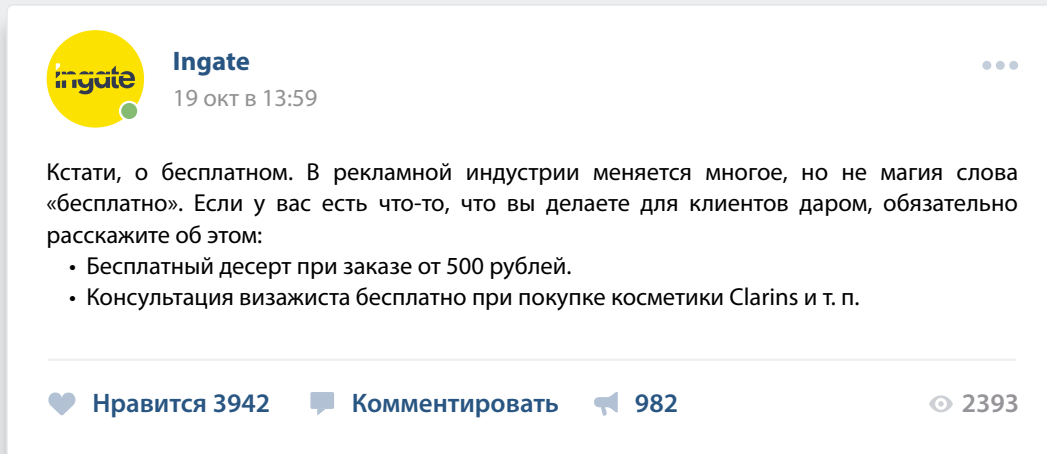 ingate
Ingate
19 окт в 13:59
Кстати, о бесплатном. В рекламной индустрии меняется многое, но не магия слова
«бесплатно». Если у вас есть что-то, что вы делаете для клиентов даром, обязательно
расскажите об этом:
• Бесплатный десерт при заказе от 500 рублей.
• Консультация визажиста бесплатно при покупке косметики Clarins и т. п.
Нравится 3942 Комментировать 982 2393